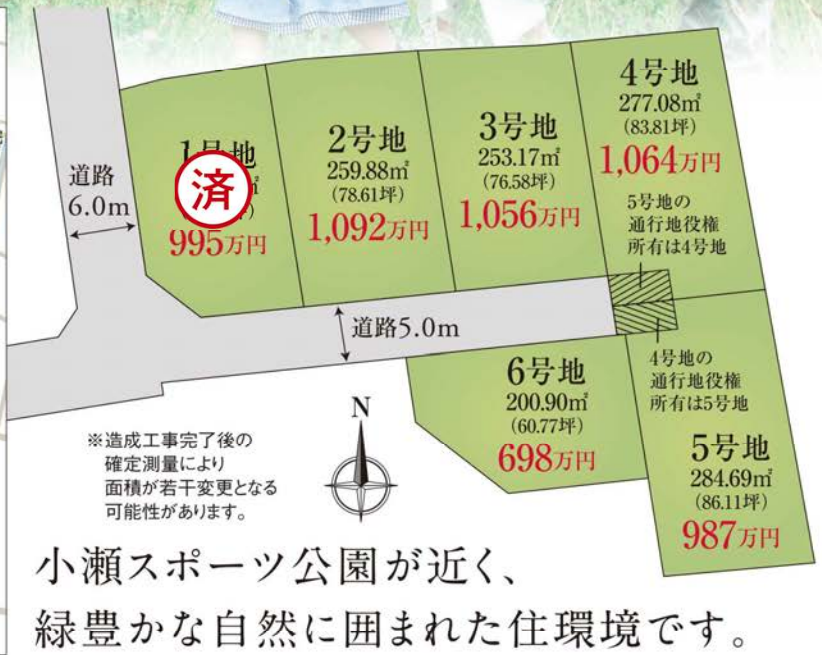 道路
6.0m
1号地
済
995万円
2号地
259.88㎡
(78.61坪)
1,092万円
3号地
253.17㎡
(76.58坪)
1,056万円
4号地
277.08㎡
(83.81坪)
1,064万円
5号地の
通行地役権
所有は4号地
道路5.0m
4号地の
通行地役権
所有は5号地
6号地
200.90㎡
(60.77坪)
698万円
5号地
284.69㎡
(86.11坪)
987万円
N
※造成工事完了後の
確定測量により
面積が若干変更となる
可能性があります。
小瀬スポーツ公園が近く、
緑豊かな自然に囲まれた住環境です。